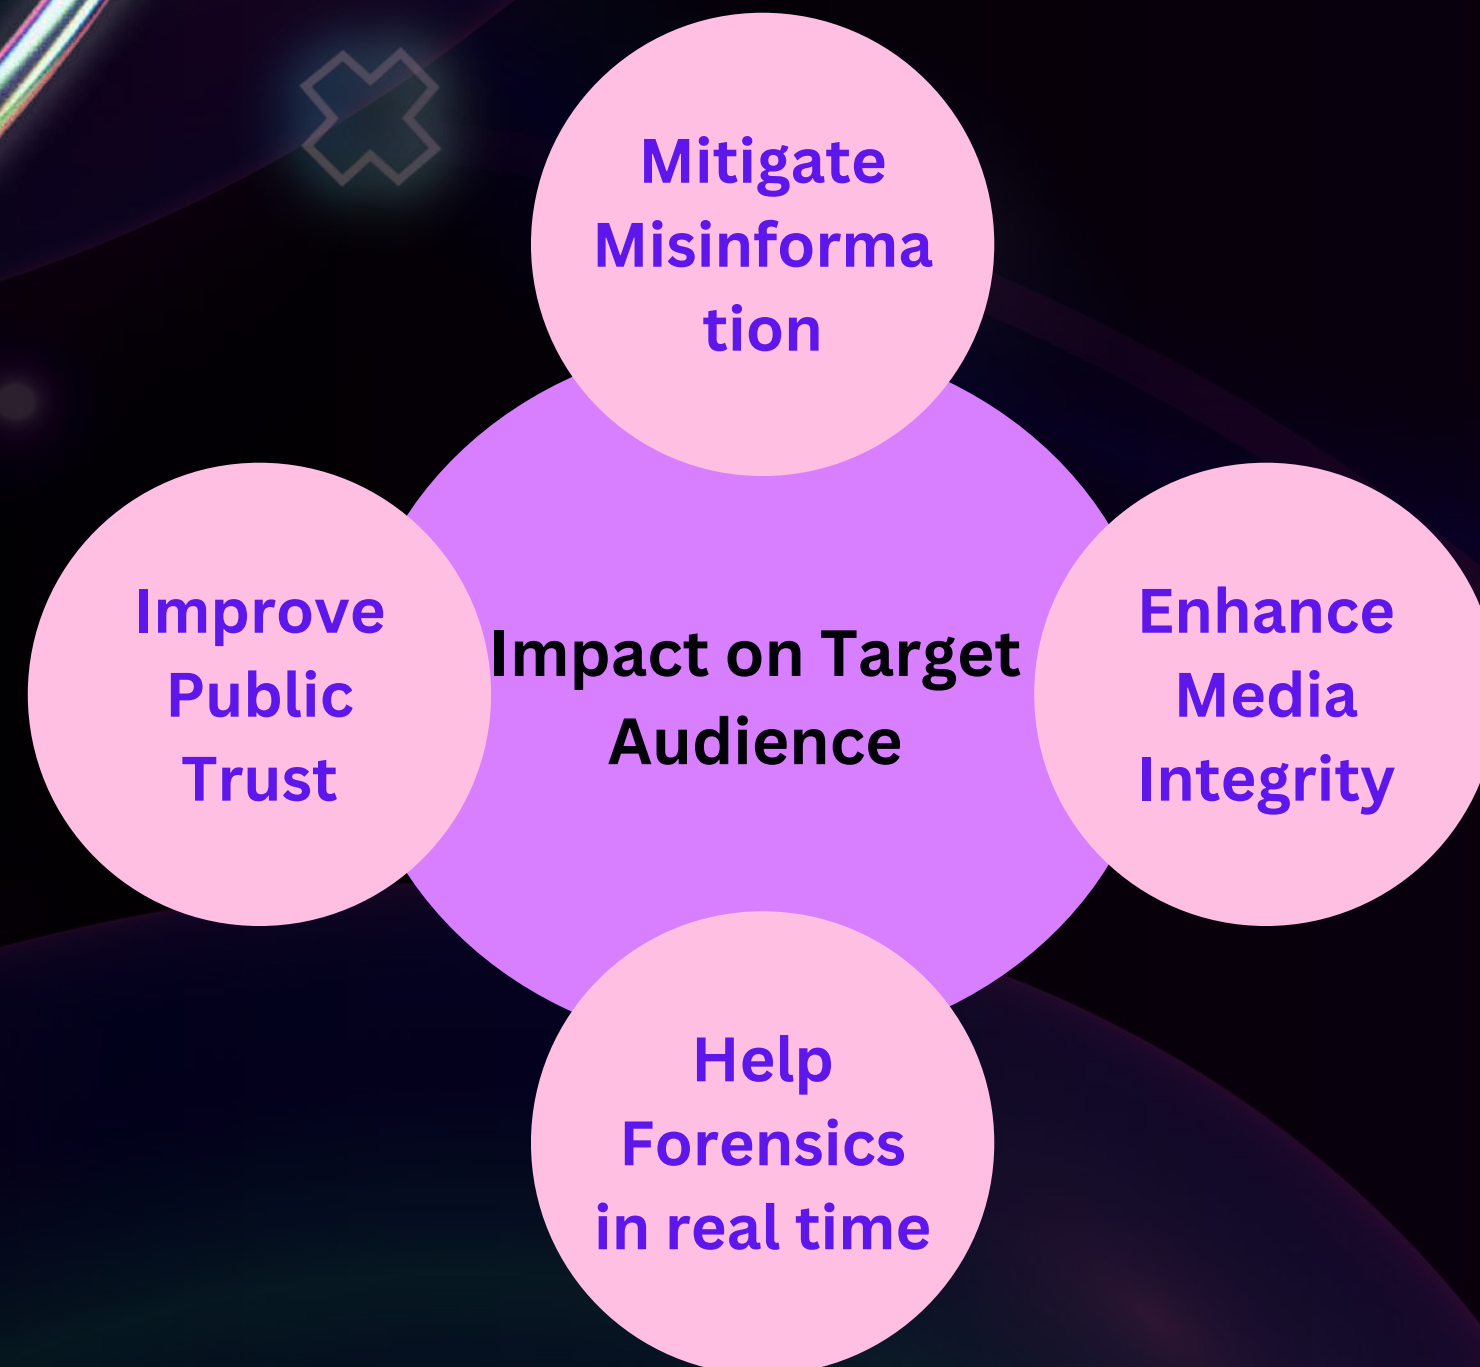 Mitigate
Misinforma
tion
Improve
Public
Trust
Impact on Target
Audience
Enhance
Media
Integrity
Help
Forensics
in real time